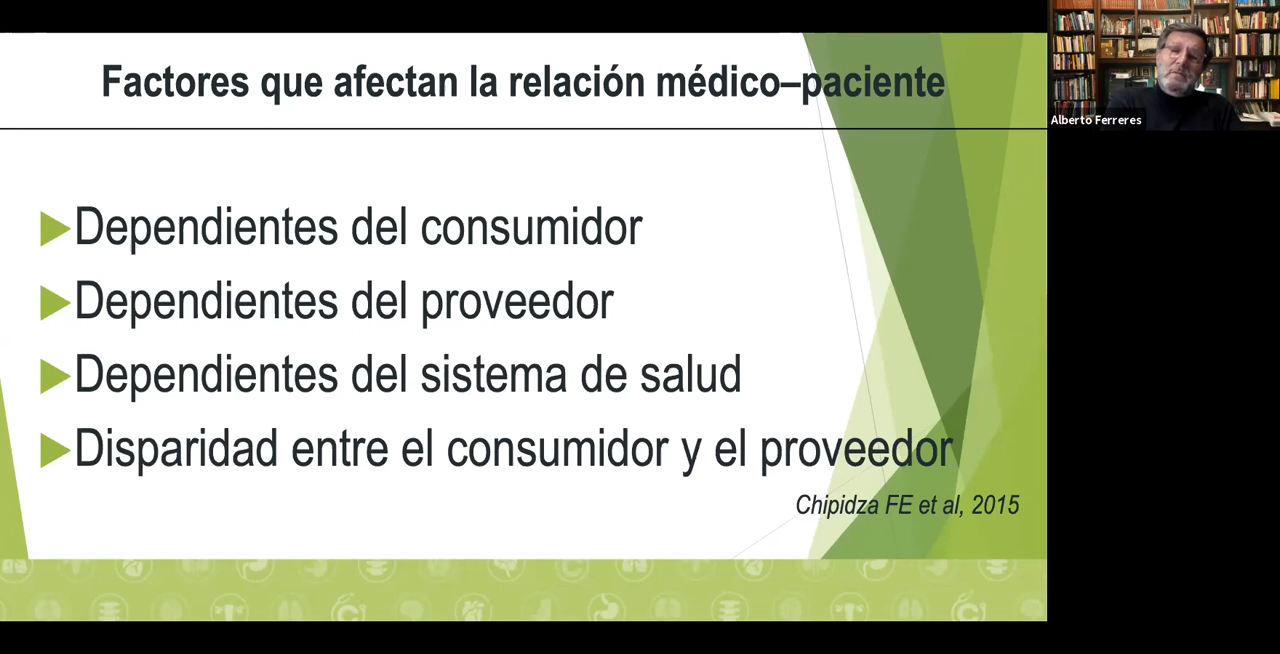 Factores que afectan la relación médico–paciente
Dependientes del consumidor
Dependientes del proveedor
Dependientes del sistema de salud
Disparidad entre el consumidor y el proveedor
Chipidza FE et al, 2015
Alberto Ferreres